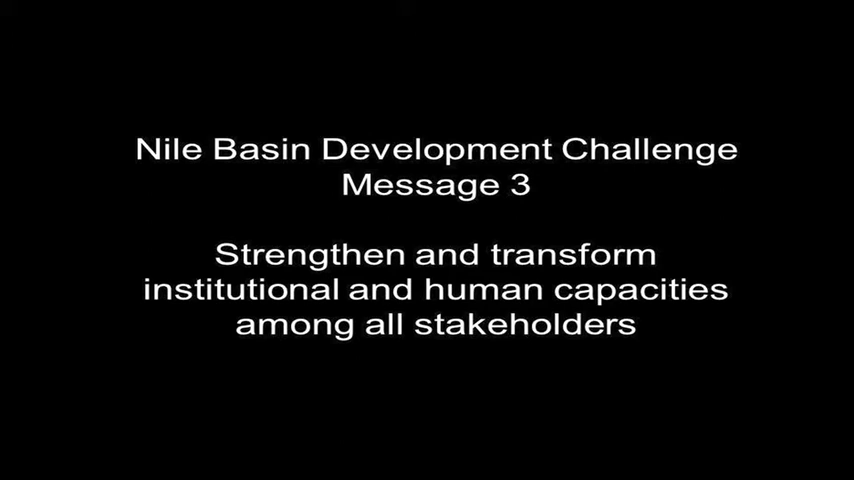 Nile Basin Development Challenge
Message 3
Strengthen and transform
institutional and human capacities
among all stakeholders